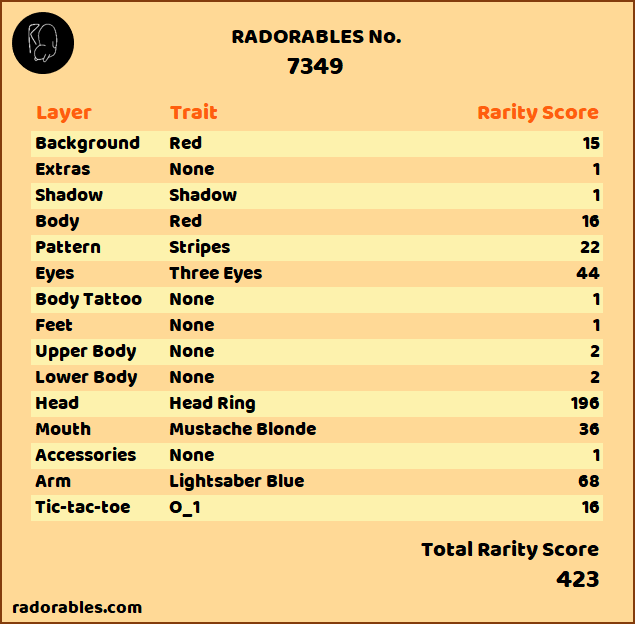 RADORABLES No.
7349
Layer Trait Rarity Score
Background Red 15
Extras None 1
Shadow Shadow 1
Body Red 16
Pattern Stripes 22
Eyes Three Eyes 44
Body Tattoo None 1
Feet None 1
Upper Body None 2
Lower Body None 2
Head Head Ring 196
Mouth Mustache Blonde 36
Accessories None 1
Arm Lightsaber Blue 68
Tic-tac-toe O_1 16
Total Rarity Score
423
radorables.com